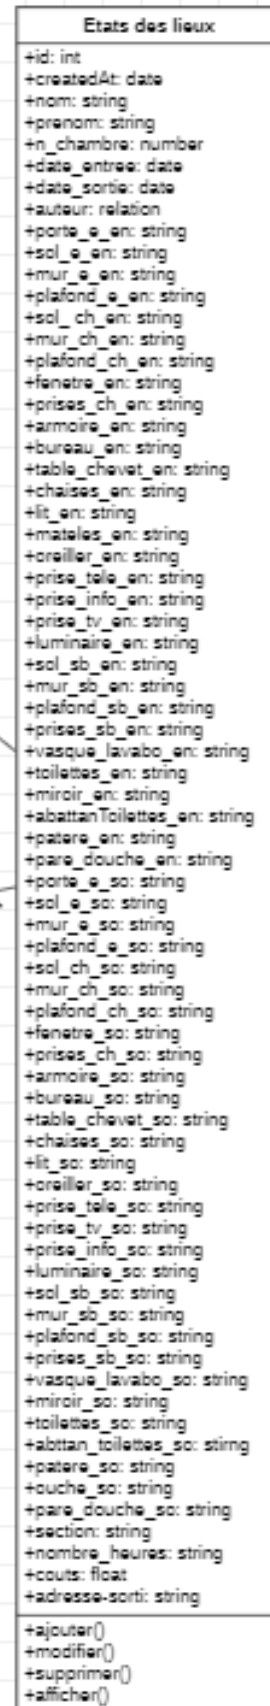 Etats des lieux
+id: int
+createdAt: date
+nom: string
+prenom: string
+n_chambre: number
+date_entree: date
+date_sortie: date
+auteur: relation
+porte_e_en: string
+sol_e_en: string
+mur_e_en: string
+plafond_e_en: string
+sol_ ch_en: string
+mur_ch_en: string
+plafond_ch_en: string
+fenetre_en: string
+prises_ch_en: string
+armoire_en: string
+bureau_en: string
+table_chevet_en: string
+chaises_en: string
+lit_en: string
+mateles_en: string
+oreiller_en: string
+prise_tele_en: string
+prise_info_en: string
+prise_tv_en: string
+luminaire_en: string
+sol_sb_en: string
+mur_sb_en: string
+plafond_sb_en: string
+prises_sb_en: string
+vasque_lavabo_en: string
+toilettes_en: string
+miroir_en: string
+abattanToilettes_en: string
+patere_en: string
+pare_douche_en: string
+porte_e_so: string
+sol_e_so: string
+mur_e_so: string
+plafond_e_so: string
+sol_ch_so: string
+mur_ch_so: string
+plafond_ch_so: string
+fenetre_so: string
+prises_ch_so: string
+armoire_so: string
+bureau_so: string
+table_chevet_so: string
+chaises_so: string
+lit_so: string
+oreiller_so: string
+prise_tele_so: string
+prise_tv_so: string
+prise_info_so: string
+luminaire_so: string
+sol_sb_so: string
+mur_sb_so: string
+plafond_sb_so: string
+prises_sb_so: string
+vasque_lavabo_so: string
+miroir_so: string
+toilettes_so: string
+abttan_toilettes_so: stirng
+patere_so: string
+ouche_so: string
+pare_douche_so: string
+section: string
+nombre_heures: string
+couts: float
+adresse-sorti: string
+ajouter()
+modifier()
+supprimer()
+afficher()